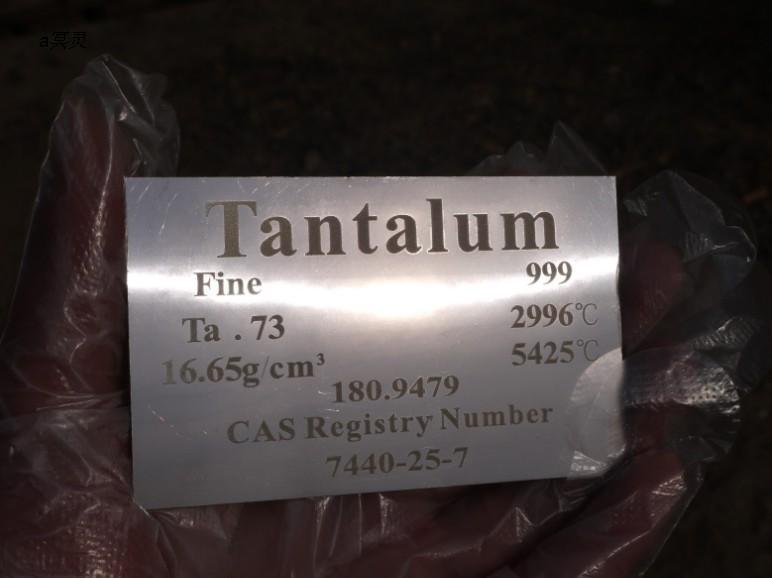 a冥灵
Tantalum
Fine 999
Ta . 73 2996℃
16.65g/cm³ 5425℃
180.9479
CAS Registry Number
7440-25-7